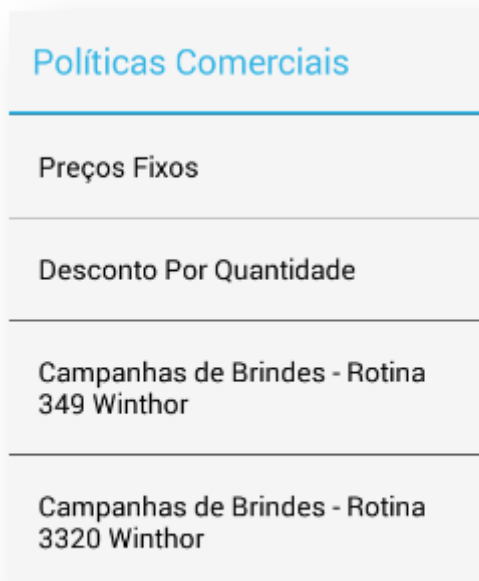 Políticas Comerciais
Preços Fixos
Desconto Por Quantidade
Campanhas de Brindes - Rotina
349 Winthor
Campanhas de Brindes - Rotina
3320 Winthor